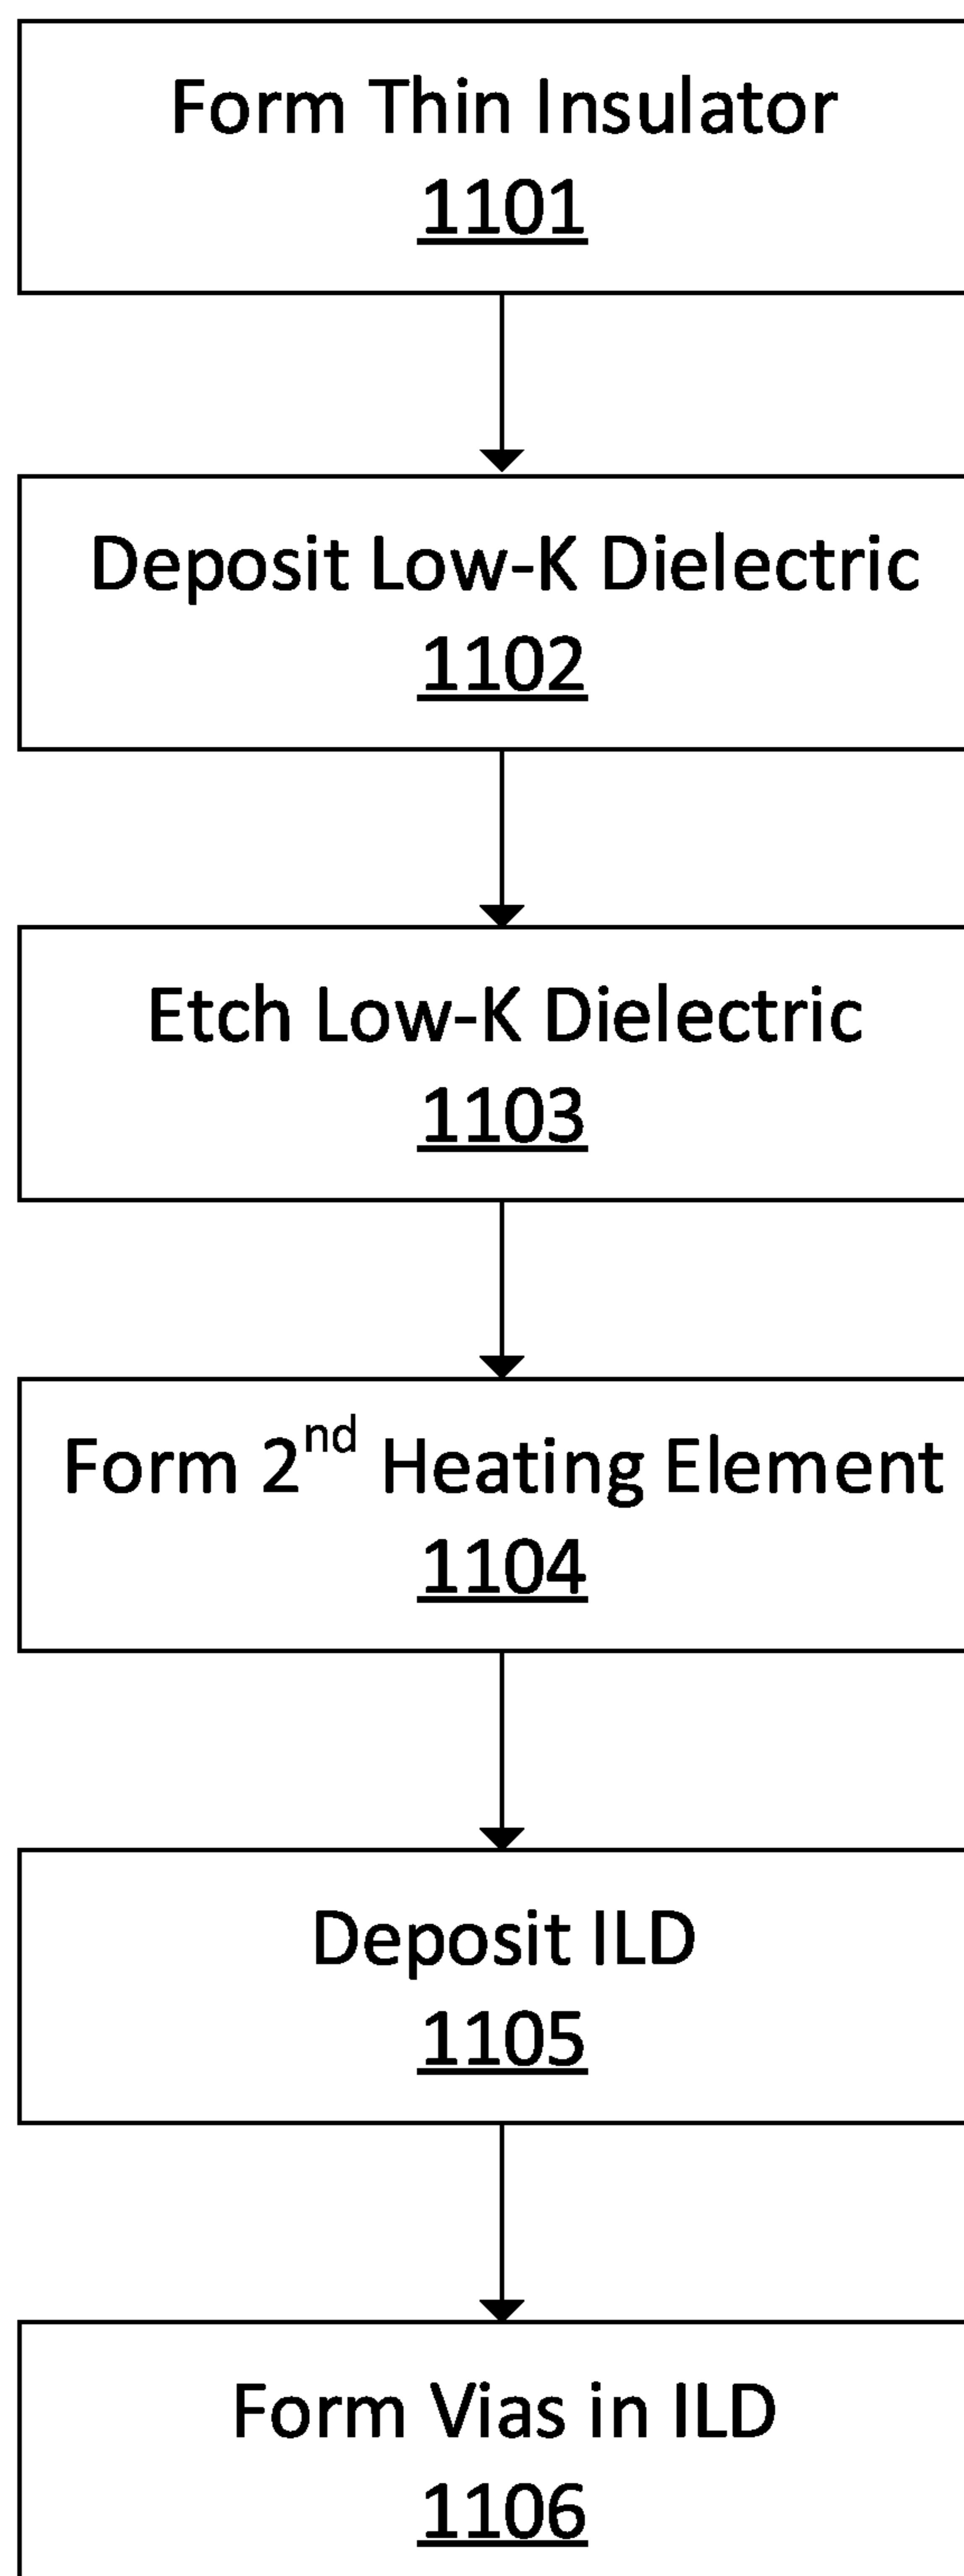 Form Thin Insulator
1101
Deposit Low-K Dielectric
1102
Etch Low-K Dielectric
1103
Form 2nd Heating Element
1104
Deposit ILD
1105
Form Vias in ILD
1106